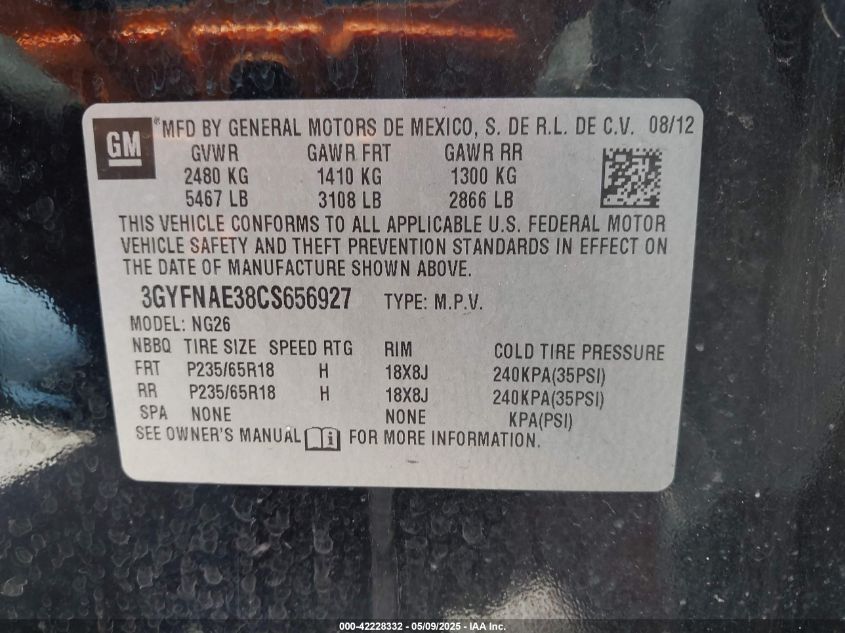 GM
*MFD BY GENERAL MOTORS DE MEXICO, S. DE R.L. DE C.V. 08/12
GVWR GAWR FRT GAWR RR
2480 KG 1410 KG 1300 KG
5467 LB 3108 LB 2866 LB
THIS VEHICLE CONFORMS TO ALL APPLICABLE U.S. FEDERAL MOTOR
VEHICLE SAFETY AND THEFT PREVENTION STANDARDS IN EFFECT ON
THE DATE OF MANUFACTURE SHOWN ABOVE.
3GYFNAE38CS656927 TYPE: M.P.V.
MODEL: NG26
NBBQ TIRE SIZE SPEED RTG RIM COLD TIRE PRESSURE
FRT P235/65R18 H 18X8J 240KPA(35PSI)
RR P235/65R18 H 18X8J 240KPA(35PSI)
SPA NONE NONE KPA(PSI)
SEE OWNER'S MANUAL i FOR MORE INFORMATION.
000-42228332 - 05/09/2025 - IAA Inc.